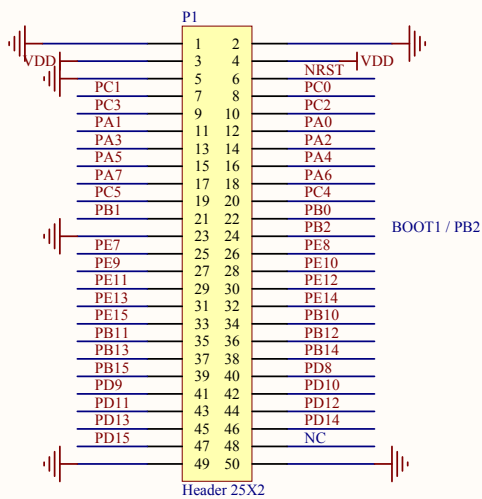 P1
1 2
VDD 3 4 VDD
5 6 NRST
PC1 7 8 PC0
PC3 9 10 PC2
PA1 11 12 PA0
PA3 13 14 PA2
PA5 15 16 PA4
PA7 17 18 PA6
PC5 19 20 PC4
PB1 21 22 PB0
23 24 PB2 BOOT1 / PB2
PE7 25 26 PE8
PE9 27 28 PE10
PE11 29 30 PE12
PE13 31 32 PE14
PE15 33 34 PB10
PB11 35 36 PB12
PB13 37 38 PB14
PB15 39 40 PD8
PD9 41 42 PD10
PD11 43 44 PD12
PD13 45 46 PD14
PD15 47 48 NC
49 50
Header 25X2